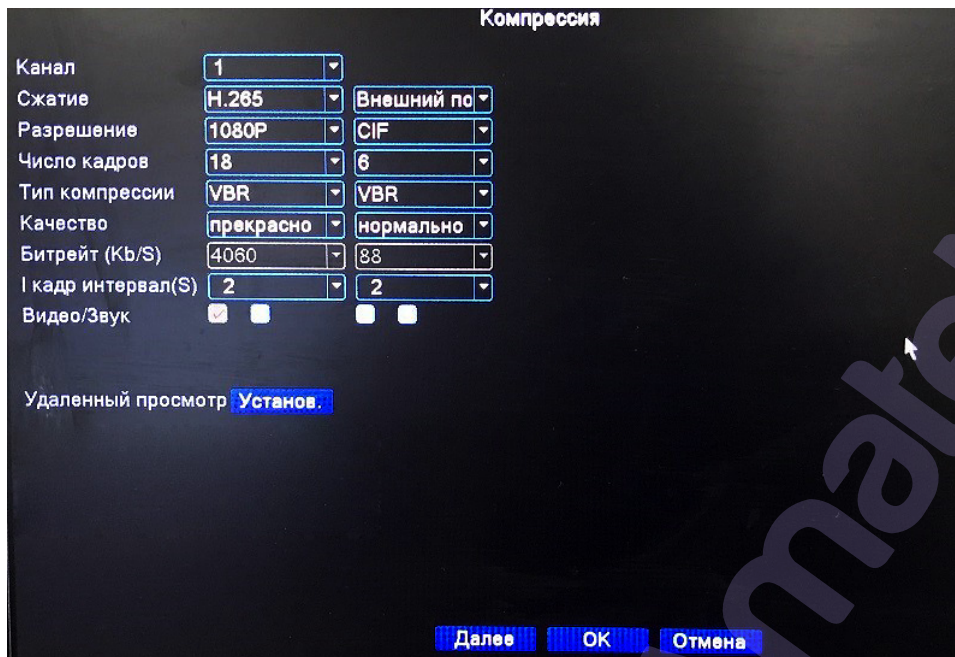 Компрессия
Канал 1
Сжатие H.265 Внешний по
Разрешение 1080P CIF
Число кадров 18 6
Тип компрессии VBR VBR
Качество прекрасно нормально
Битрейт (Kb/S) 4060 88
I кадр интервал(S) 2 2
Видео/Звук
Удаленный просмотр Установ.
Далее OK Отмена